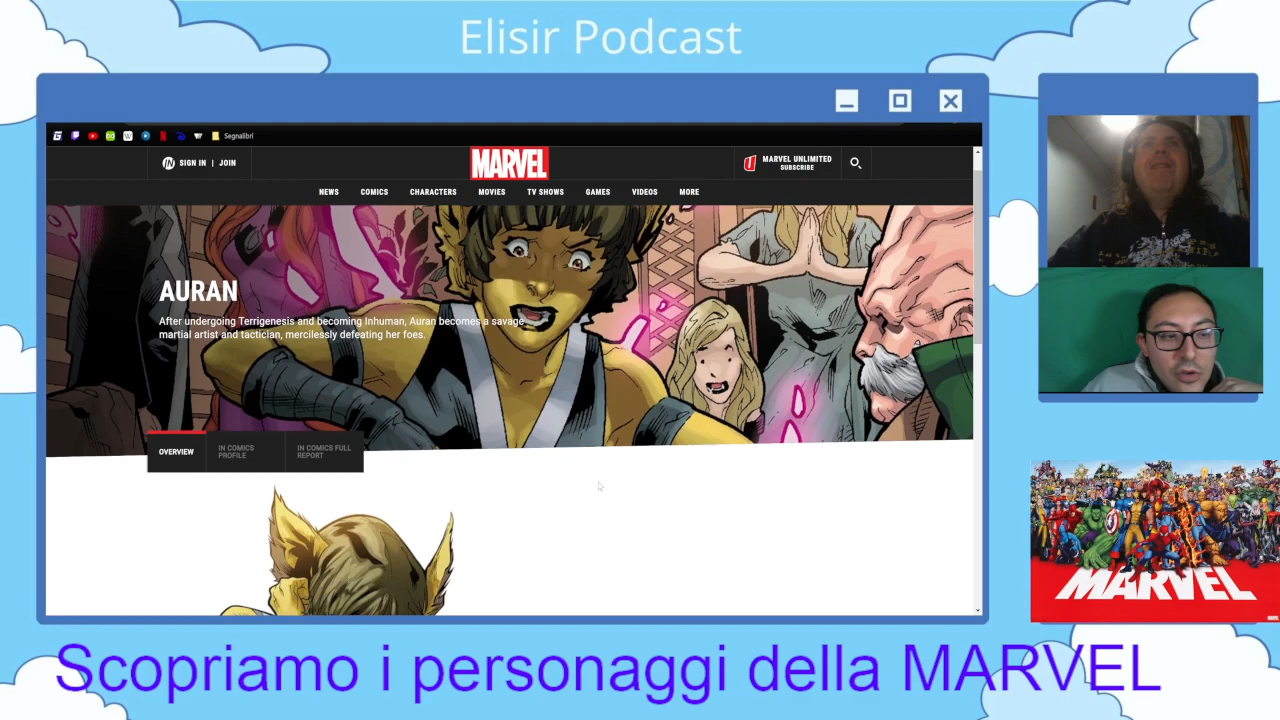 Elisir Podcast
Segnalibri
SIGN IN | JOIN
MARVEL
MARVEL UNLIMITED
SUBSCRIBE
NEWS COMICS CHARACTERS MOVIES TV SHOWS GAMES VIDEOS MORE
AURAN
After undergoing Terrigenesis and becoming Inhuman, Auran becomes a savage
martial artist and tactician, mercilessly defeating her foes.
OVERVIEW
IN COMICS
PROFILE
IN COMICS FULL
REPORT
MARVEL
Scopriamo i personaggi della MARVEL